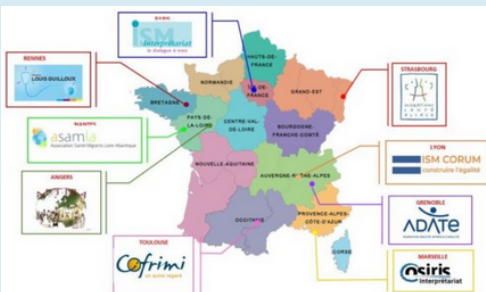 PARIS
ISM
Interprétariat
le dialogue à trois
RENNES
LOUIS GUILLOUX
NANTES
asamla
Association Santé Migrants Loire Atlantique
ANGERS
TOULOUSE
Cofrimi
un autre regard
STRASBOURG
LYON
ISM CORUM
construire l'égalité
GRENOBLE
ADATE
MARSEILLE
Osiris
Interprétariat
HAUTS-DE-
FRANCE
NORMANDIE
ÎLE-DE-
FRANCE
GRAND-EST
BRETAGNE
PAYS-DE-
LA-LOIRE
CENTRE-VAL-
DE-LOIRE
BOURGOGNE-
FRANCHE-COMTÉ
NOUVELLE-AQUITAINE
AUVERGNE-RHÔNE-ALPES
OCCITANIE
PROVENCE-ALPES-
CÔTE-D'AZUR
CORSE